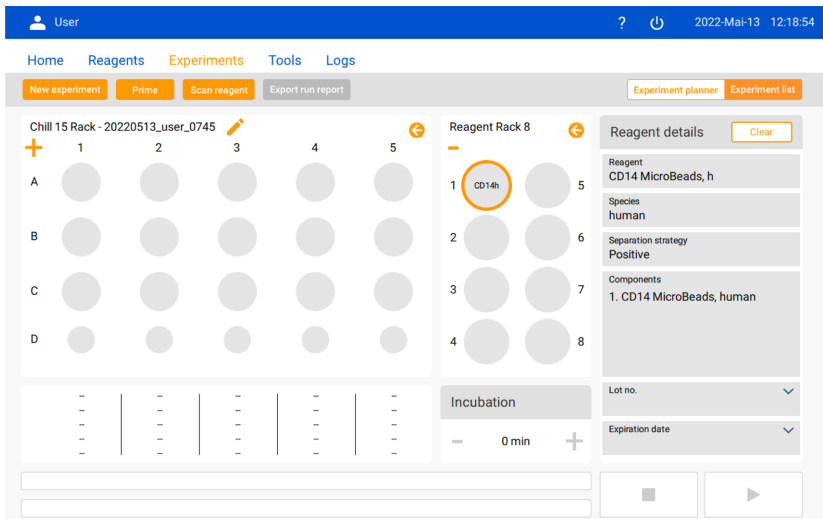 User
? 2022-Mai-13 12:18:54
Home Reagents Experiments Tools Logs
New experiment Prime Scan reagent Export run report Experiment planner Experiment list
Chill 15 Rack - 20220513_user_0745
1 2 3 4 5
A
B
C
D
Reagent Rack 8
1 CD14h 5
2 6
3 7
4 8
Reagent details Clear
Reagent
CD14 MicroBeads, h
Species
human
Separation strategy
Positive
Components
1. CD14 MicroBeads, human
Lot no.
Expiration date
-- -- -- -- --
-- -- -- -- --
-- -- -- -- --
-- -- -- -- --
-- -- -- -- --
Incubation
0 min